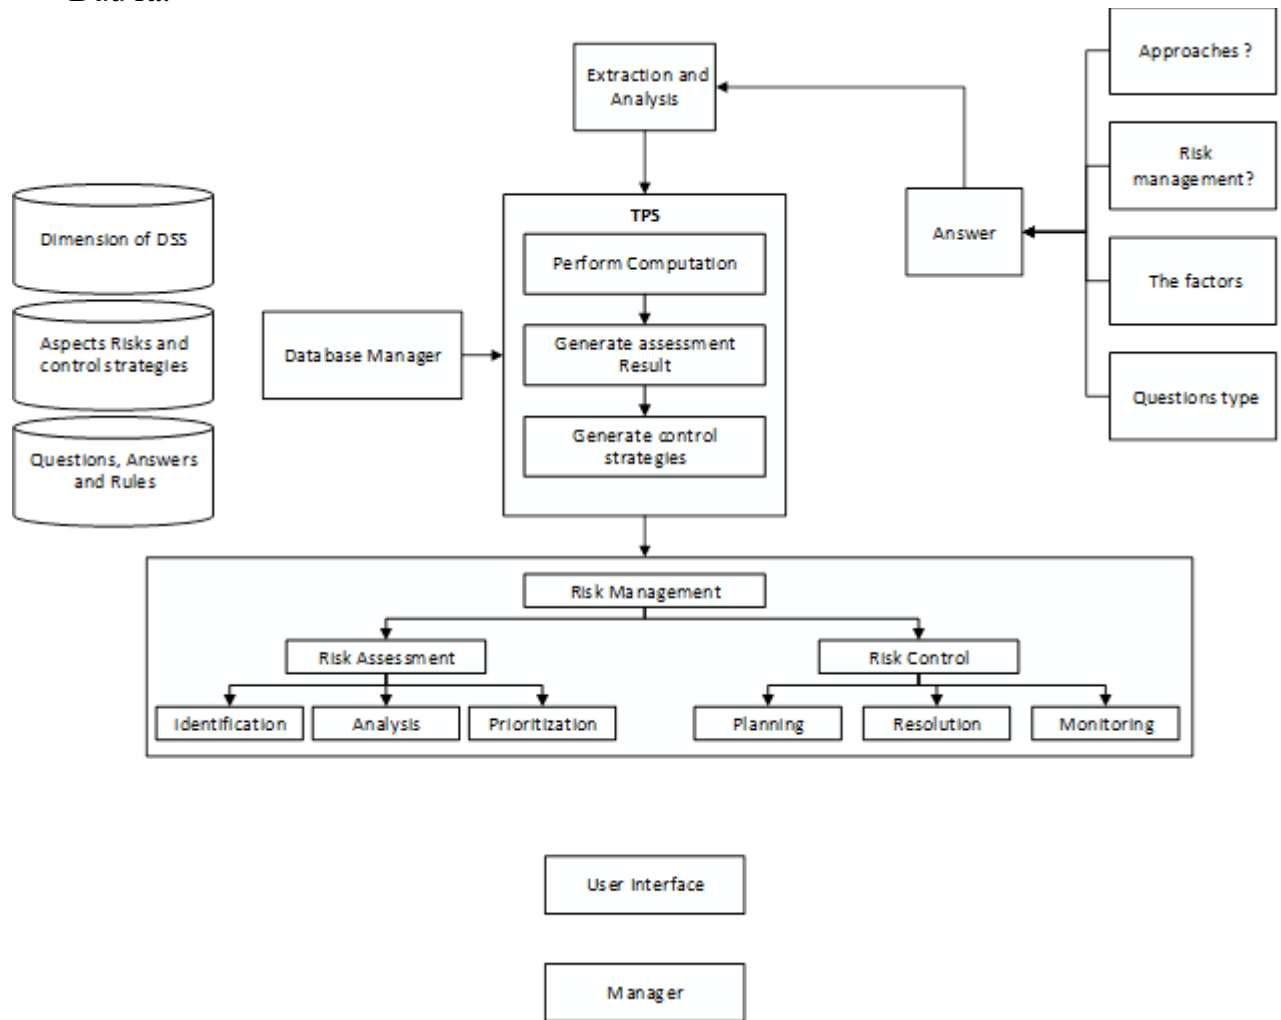 Approaches ?
Extraction and
Analysis
Risk
management?
Dimension of DSS
TPS
Answer
Perform Computation
The factors
Aspects Risks and
control strategies
Database Manager
Generate assessment
Result
Questions type
Generate control
strategies
Questions, Answers
and Rules
Risk Management
Risk Assessment
Risk Control
Identification
Analysis
Prioritization
Planning
Resolution
Monitoring
User Interface
Manager